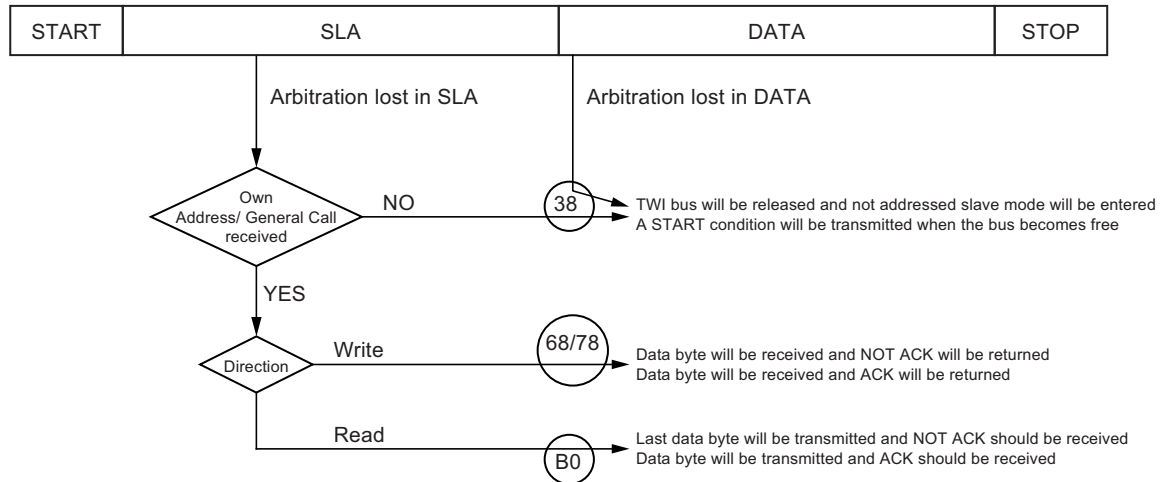 START SLA DATA STOP
Arbitration lost in SLA Arbitration lost in DATA
Own
Address/ General Call
received
NO
38
TWI bus will be released and not addressed slave mode will be entered
A START condition will be transmitted when the bus becomes free
YES
Direction
Write
68/78
Data byte will be received and NOT ACK will be returned
Data byte will be received and ACK will be returned
Read
B0
Last data byte will be transmitted and NOT ACK should be received
Data byte will be transmitted and ACK should be received